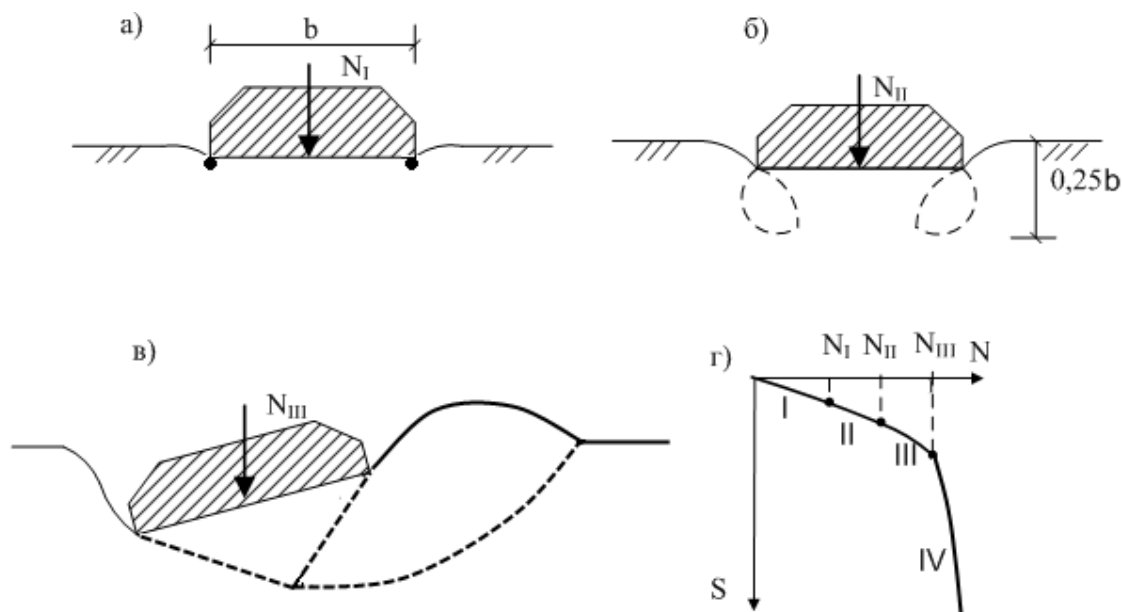 а)
b
N_I
б)
N_II
0,25b
в)
N_III
г)
N_I N_II N_III N
I
II
III
IV
S